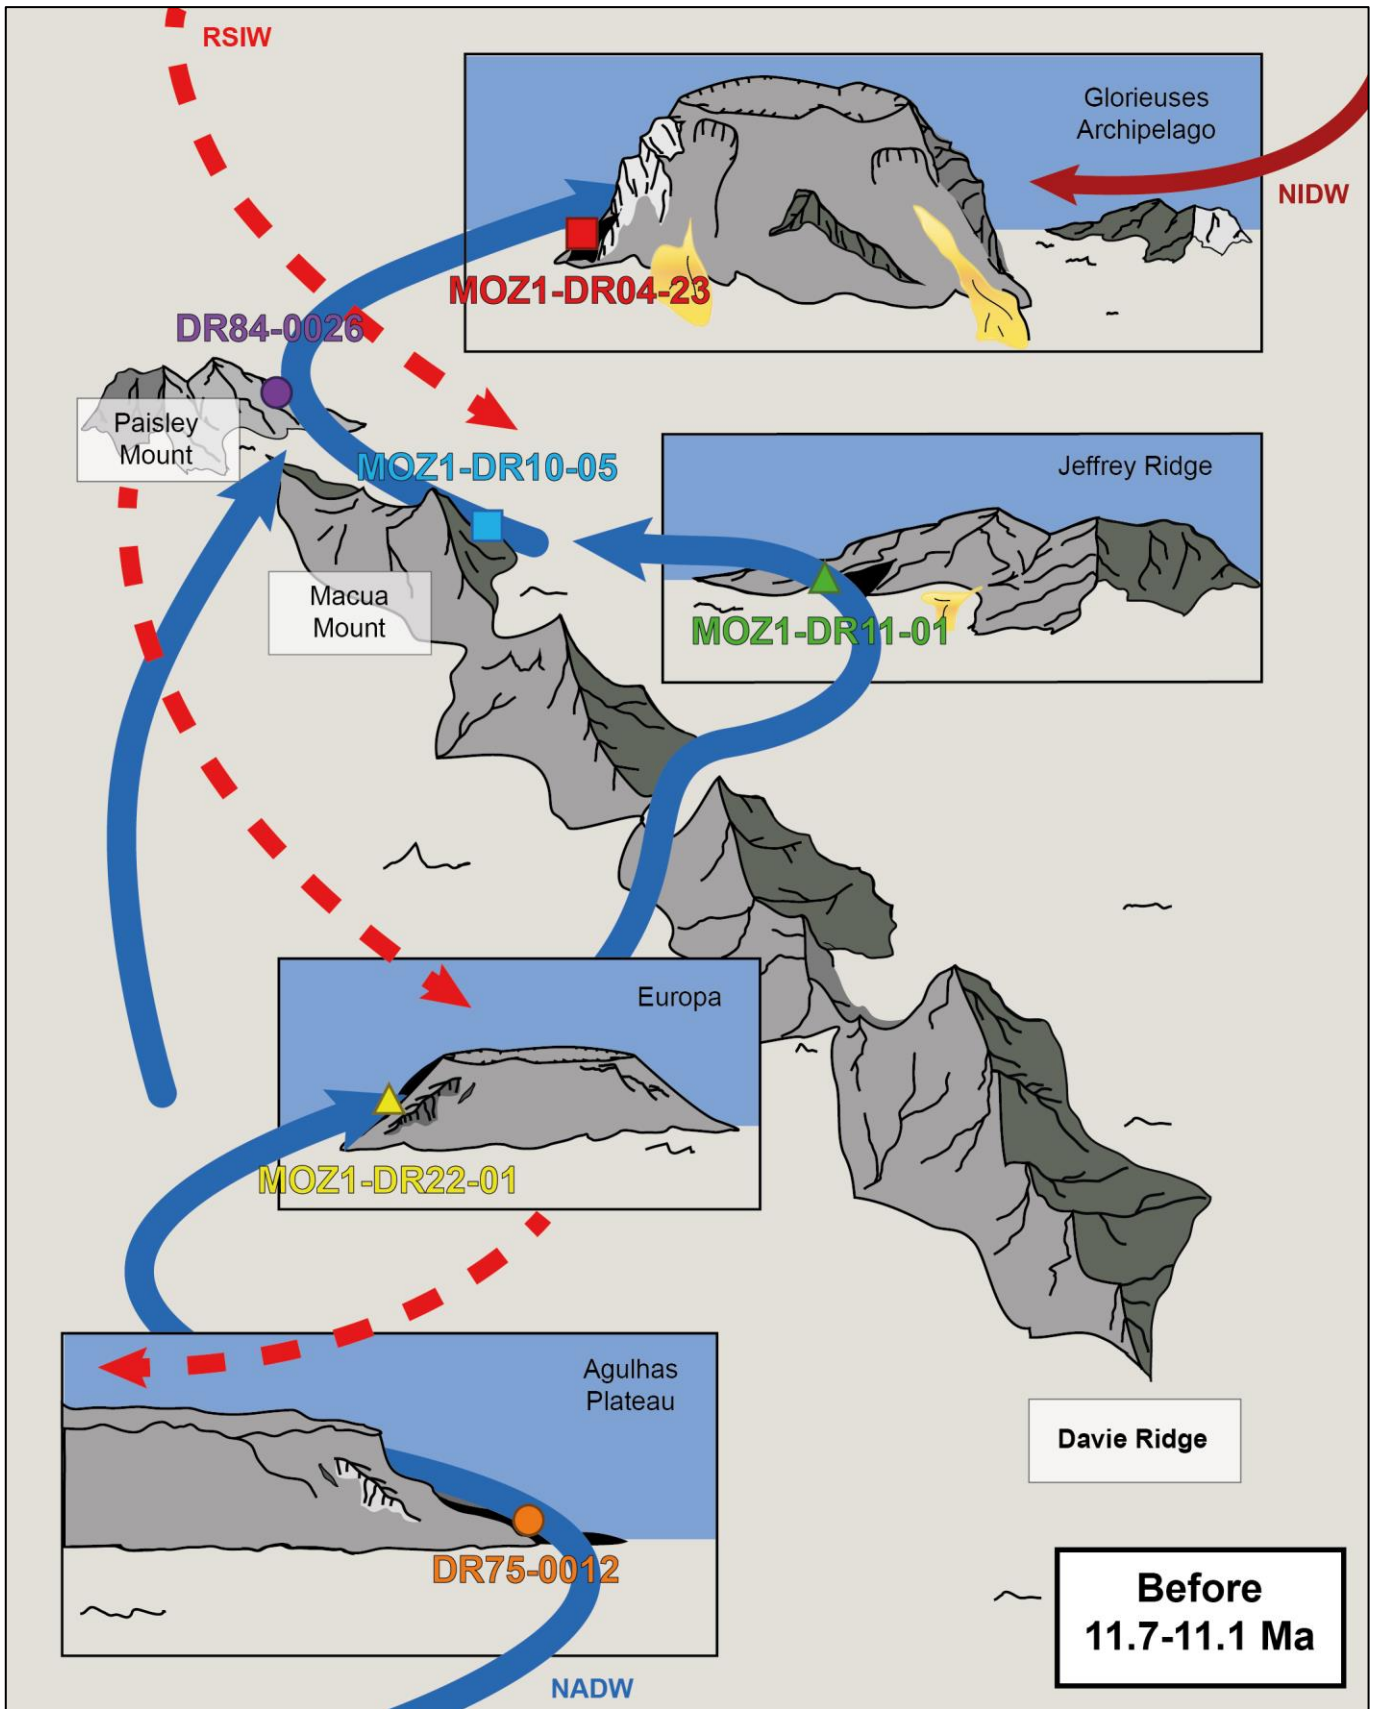 RSIW
Glorieuses
Archipelago
NIDW
MOZ1-DR04-23
DR84-0026
Paisley
Mount
MOZ1-DR10-05
Jeffrey Ridge
Macua
Mount
MOZ1-DR11-01
Europa
MOZ1-DR22-01
Agulhas
Plateau
Davie Ridge
DR75-0012
Before
11.7-11.1 Ma
NADW